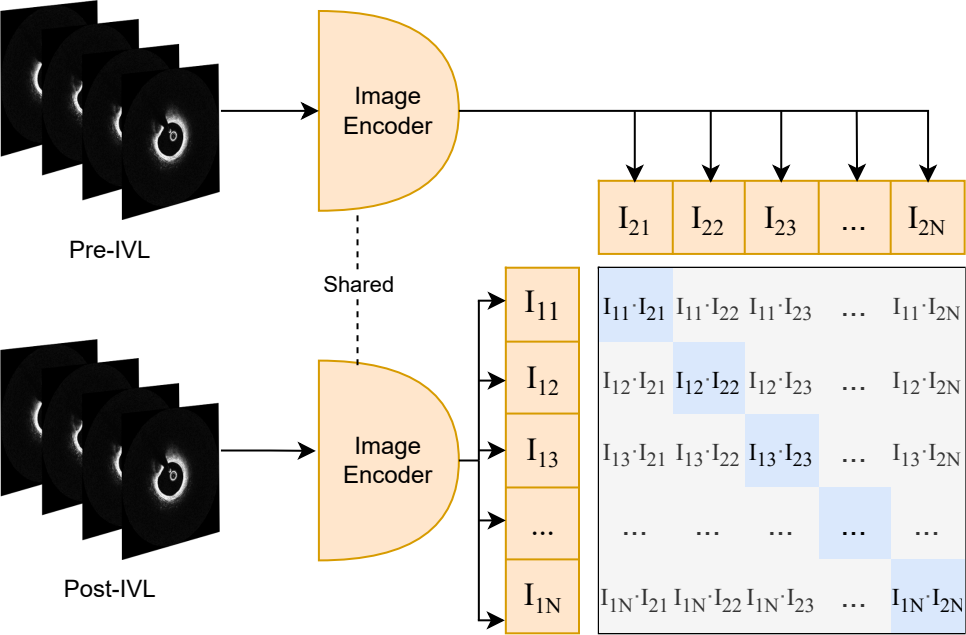 Image
Encoder
Pre-IVL
I21 I22 I23 ... I2N
Shared
I11
I12
I13
...
I1N
I11·I21 I11·I22 I11·I23 ... I11·I2N
I12·I21 I12·I22 I12·I23 ... I12·I2N
I13·I21 I13·I22 I13·I23 ... I13·I2N
... ... ... ... ...
I1N·I21 I1N·I22 I1N·I23 ... I1N·I2N
Image
Encoder
Post-IVL